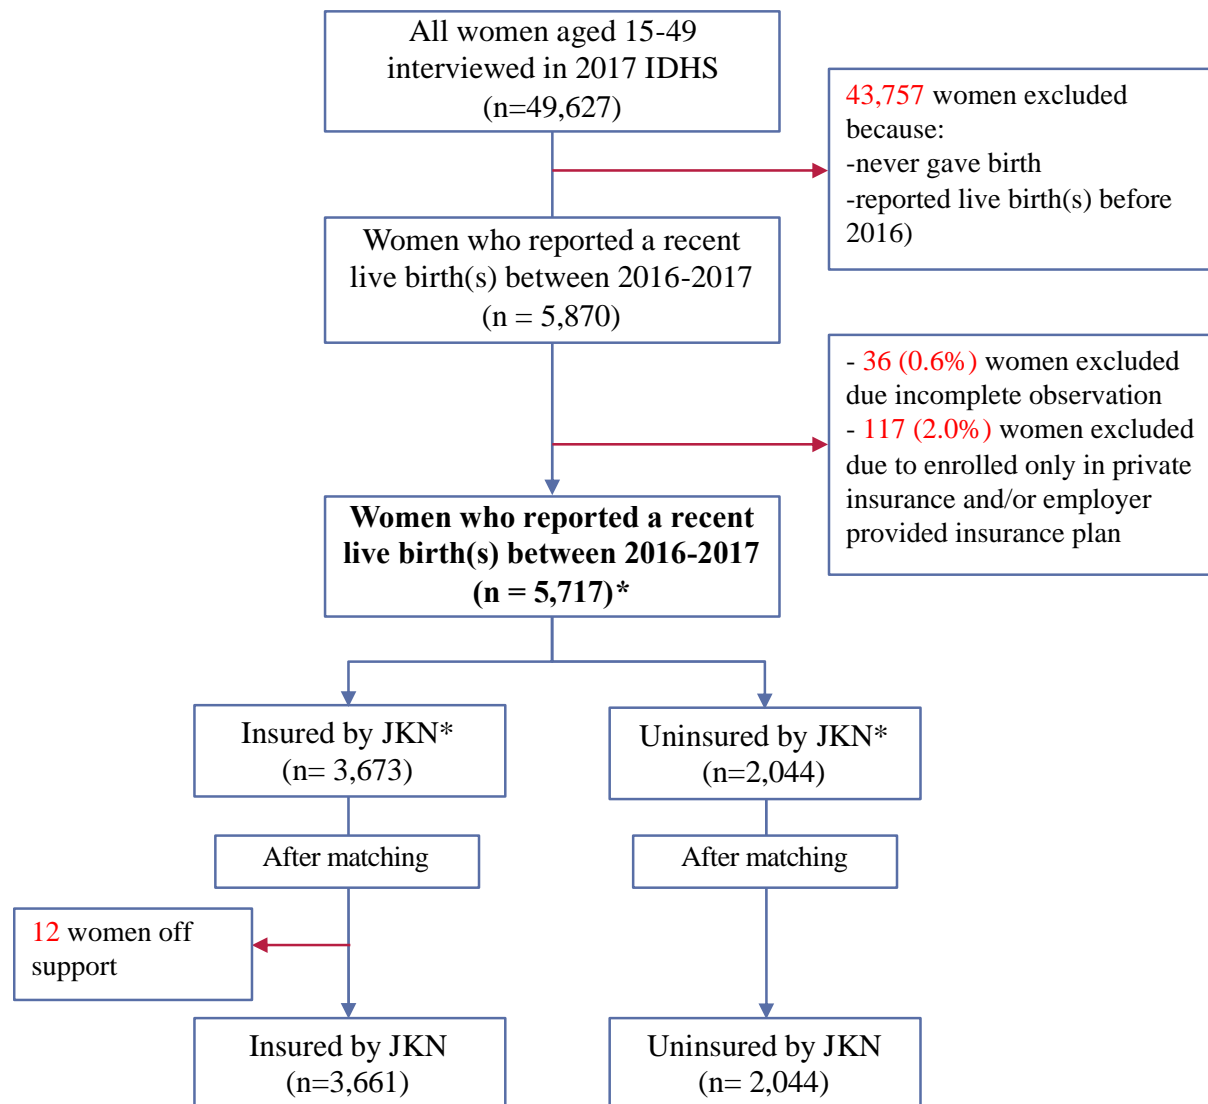 All women aged 15-49
interviewed in 2017 IDHS
(n=49,627)
43,757 women excluded
because:
-never gave birth
-reported live birth(s) before
2016)
Women who reported a recent
live birth(s) between 2016-2017
(n = 5,870)
- 36 (0.6%) women excluded
due incomplete observation
- 117 (2.0%) women excluded
due to enrolled only in private
insurance and/or employer
provided insurance plan
Women who reported a recent
live birth(s) between 2016-2017
(n = 5,717)*
Insured by JKN*
(n= 3,673)
Uninsured by JKN*
(n=2,044)
After matching
After matching
12 women off
support
Insured by JKN
(n=3,661)
Uninsured by JKN
(n= 2,044)